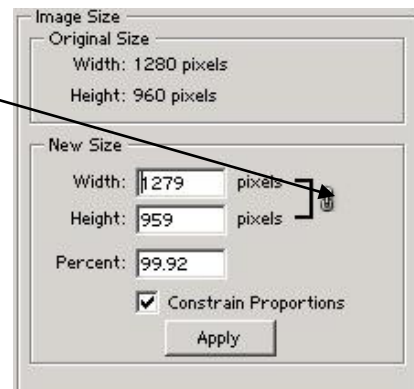 Image Size
Original Size
Width: 1280 pixels
Height: 960 pixels
New Size
Width: 1279 pixels
Height: 959 pixels
Percent: 99.92
Constrain Proportions
Apply